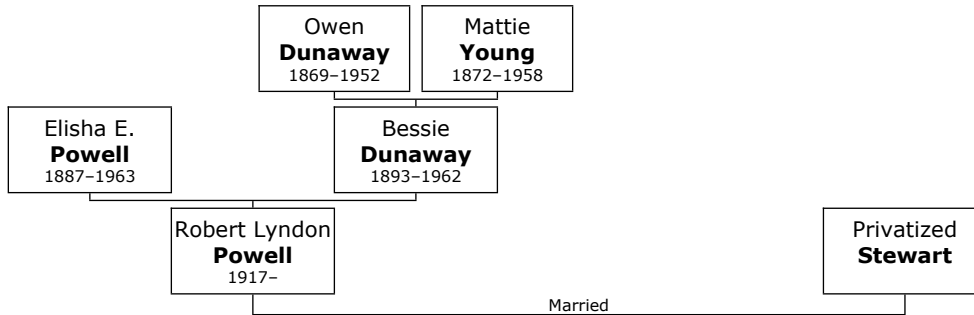 Owen
Dunaway
1869–1952
Mattie
Young
1872–1958
Elisha E.
Powell
1887–1963
Bessie
Dunaway
1893–1962
Robert Lyndon
Powell
1917–
Privatized
Stewart
Married